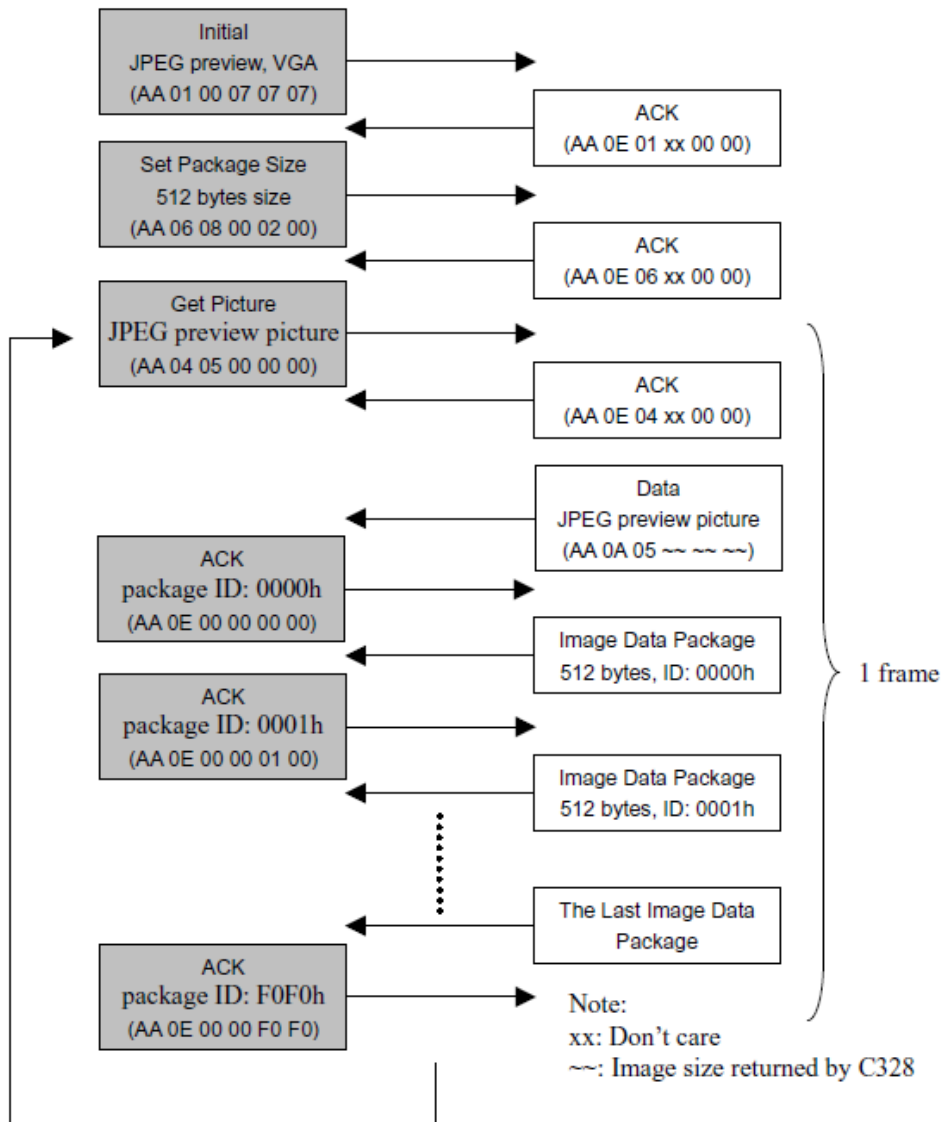 Initial
JPEG preview, VGA
(AA 01 00 07 07 07)
ACK
(AA 0E 01 xx 00 00)
Set Package Size
512 bytes size
(AA 06 08 00 02 00)
ACK
(AA 0E 06 xx 00 00)
Get Picture
JPEG preview picture
(AA 04 05 00 00 00)
ACK
(AA 0E 04 xx 00 00)
Data
JPEG preview picture
(AA 0A 05 ~~ ~~ ~~)
ACK
package ID: 0000h
(AA 0E 00 00 00 00)
Image Data Package
512 bytes, ID: 0000h
1 frame
ACK
package ID: 0001h
(AA 0E 00 00 01 00)
Image Data Package
512 bytes, ID: 0001h
The Last Image Data
Package
ACK
package ID: F0F0h
(AA 0E 00 00 F0 F0)
Note:
xx: Don't care
~~: Image size returned by C328